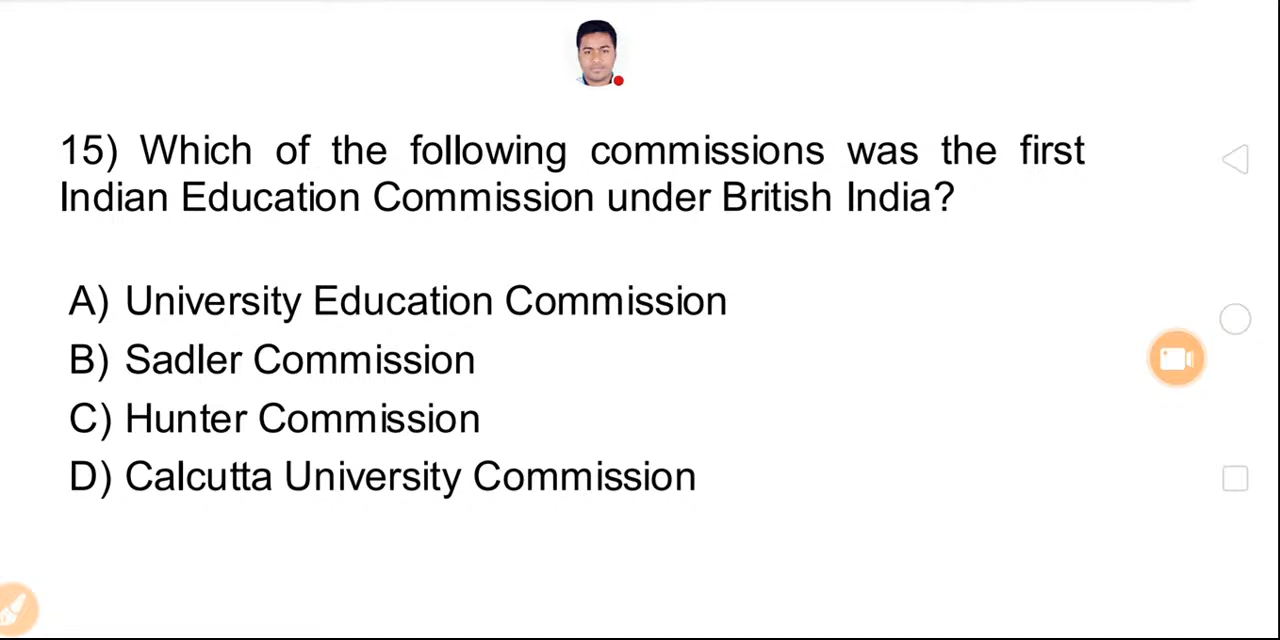 15) Which of the following commissions was the first
Indian Education Commission under British India?
A) University Education Commission
B) Sadler Commission
C) Hunter Commission
D) Calcutta University Commission